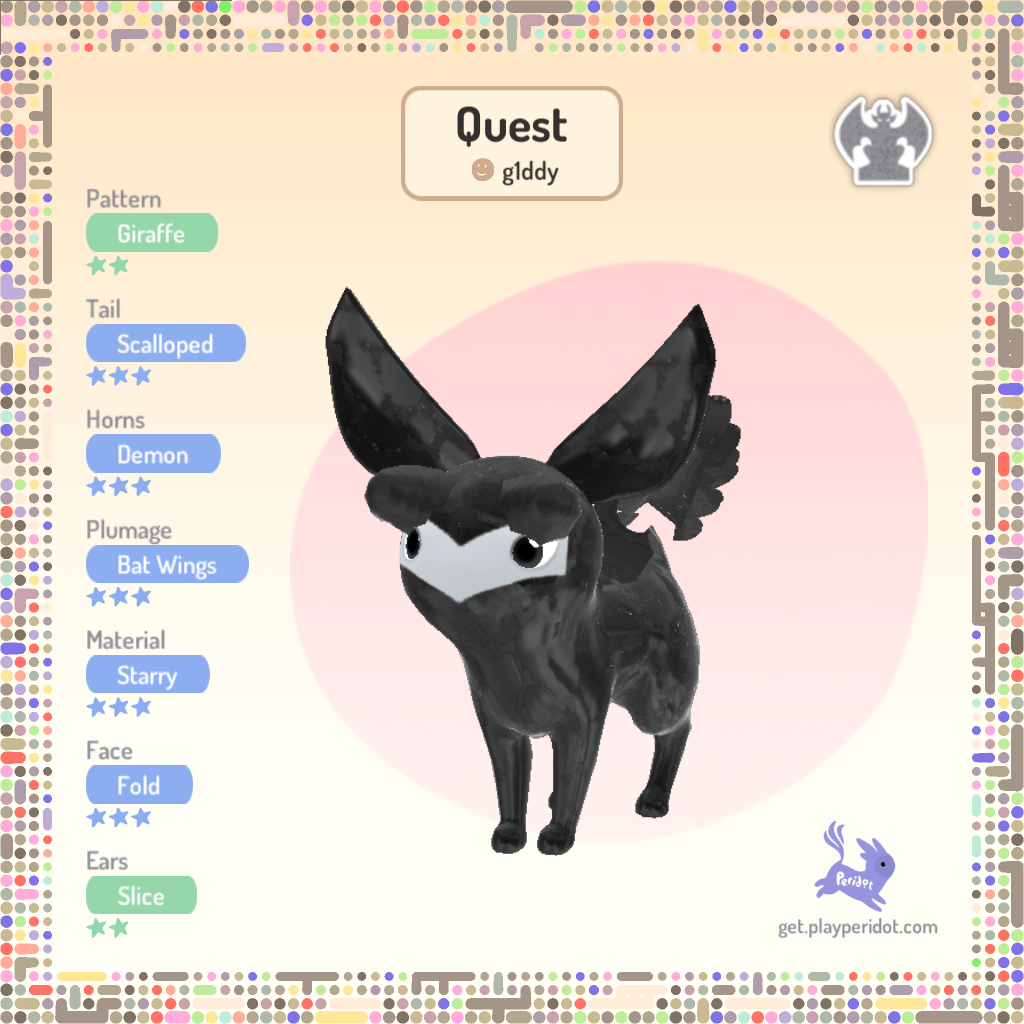 Quest
g1ddy
Pattern
Giraffe
Tail
Scalloped
Horns
Demon
Plumage
Bat Wings
Material
Starry
Face
Fold
Ears
Slice
Peridot
get.playperidot.com